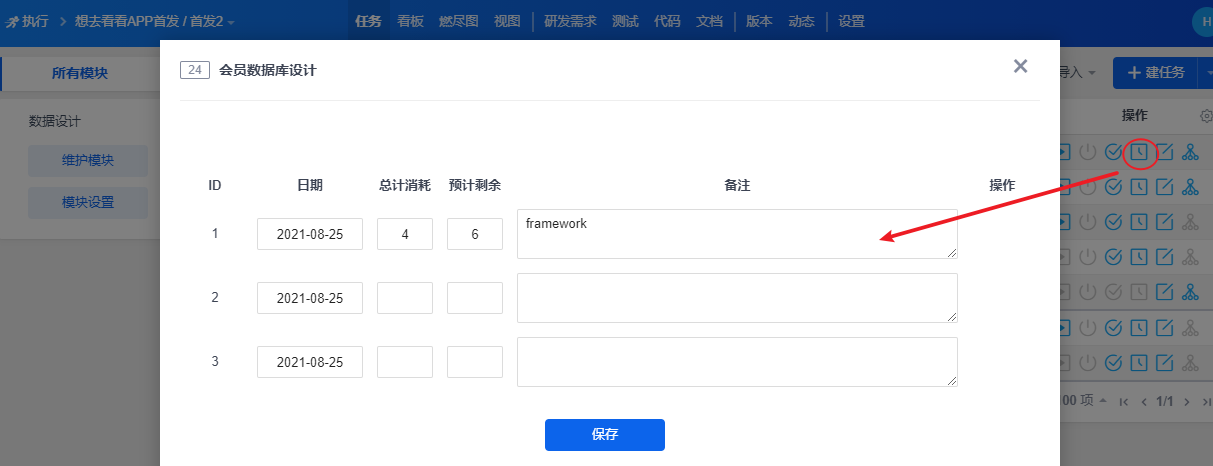 执行 想去看看APP首发 / 首发2 任务 看板 燃尽图 视图 研发需求 测试 代码 文档 版本 动态 设置 H
所有模块 导入 建任务
24 会员数据库设计
操作
数据设计
维护模块
模块设置
ID 日期 总计消耗 预计剩余 备注 操作
1 2021-08-25 4 6 framework
2 2021-08-25
3 2021-08-25
00 项 1/1
保存